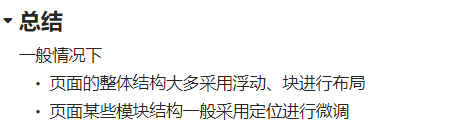 总结
一般情况下
• 页面的整体结构大多采用浮动、块进行布局
• 页面某些模块结构一般采用定位进行微调